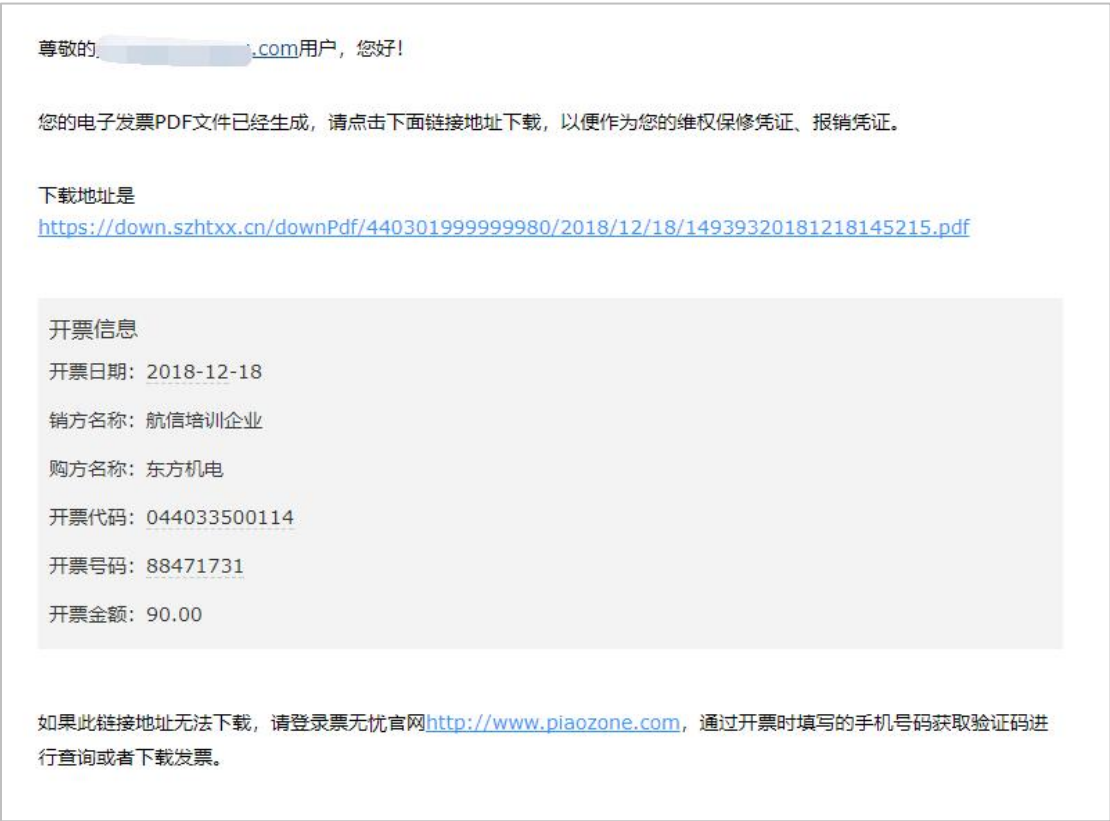 尊敬的 .com用户，您好！
您的电子发票PDF文件已经生成，请点击下面链接地址下载，以便作为您的维权保修凭证、报销凭证。
下载地址是
https://down.szhtxx.cn/downPdf/440301999999980/2018/12/18/14939320181218145215.pdf
开票信息
开票日期：2018-12-18
销方名称：航信培训企业
购方名称：东方机电
开票代码：044033500114
开票号码：88471731
开票金额：90.00
如果此链接地址无法下载，请登录票无忧官网http://www.piaozone.com，通过开票时填写的手机号码获取验证码进
行查询或者下载发票。